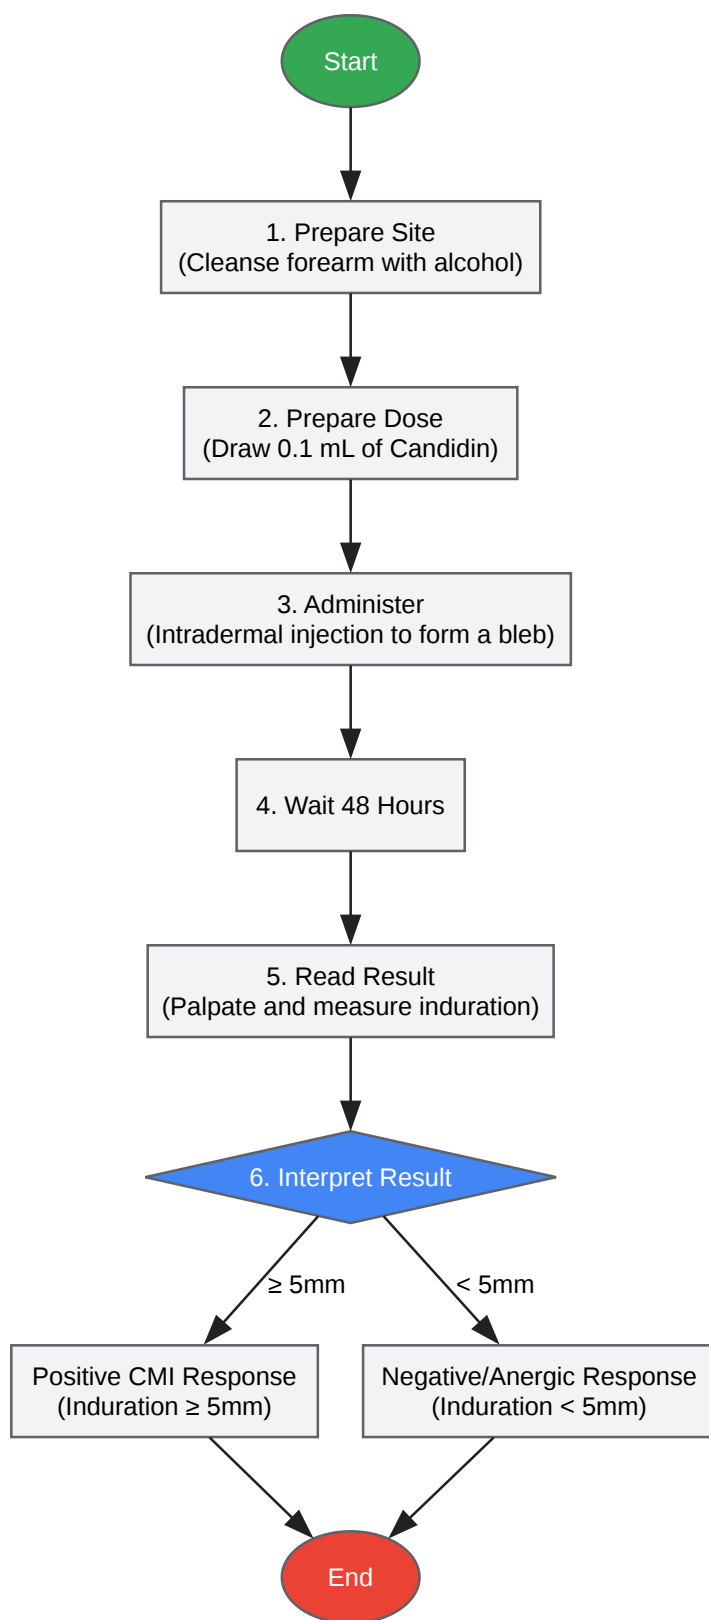 Start
1. Prepare Site
(Cleanse forearm with alcohol)
2. Prepare Dose
(Draw 0.1 mL of Candidin)
3. Administer
(Intradermal injection to form a bleb)
4. Wait 48 Hours
5. Read Result
(Palpate and measure induration)
6. Interpret Result
≥ 5mm
< 5mm
Positive CMI Response
(Induration ≥ 5mm)
Negative/Anergic Response
(Induration < 5mm)
End